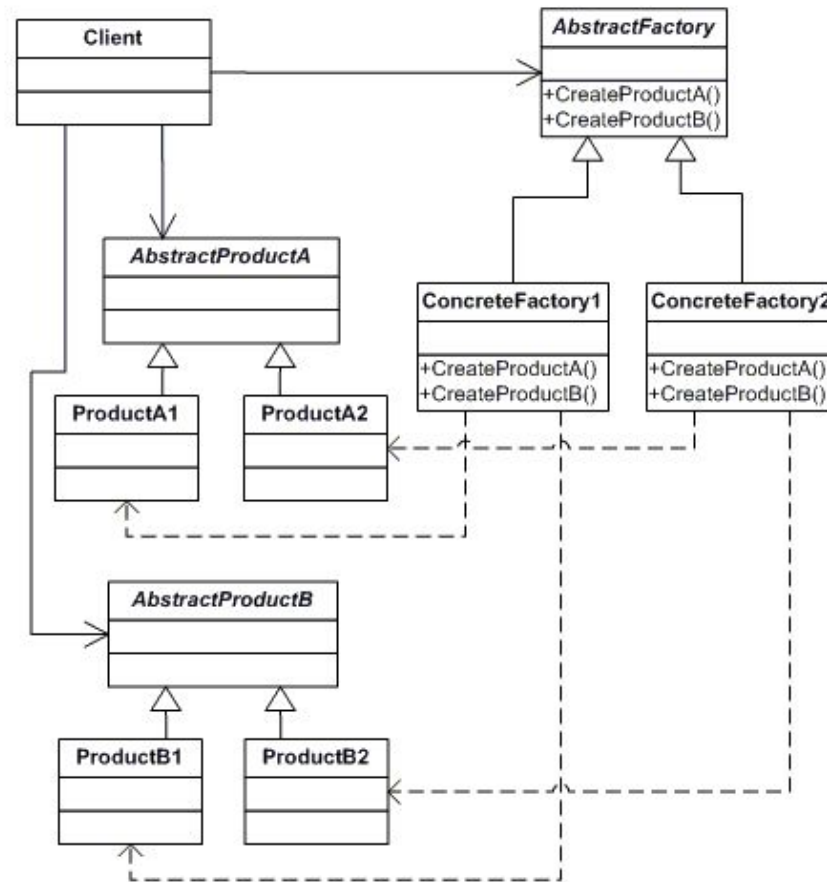 Client
AbstractFactory
+CreateProductA()
+CreateProductB()
AbstractProductA
ConcreteFactory1
+CreateProductA()
+CreateProductB()
ConcreteFactory2
+CreateProductA()
+CreateProductB()
ProductA1
ProductA2
AbstractProductB
ProductB1
ProductB2